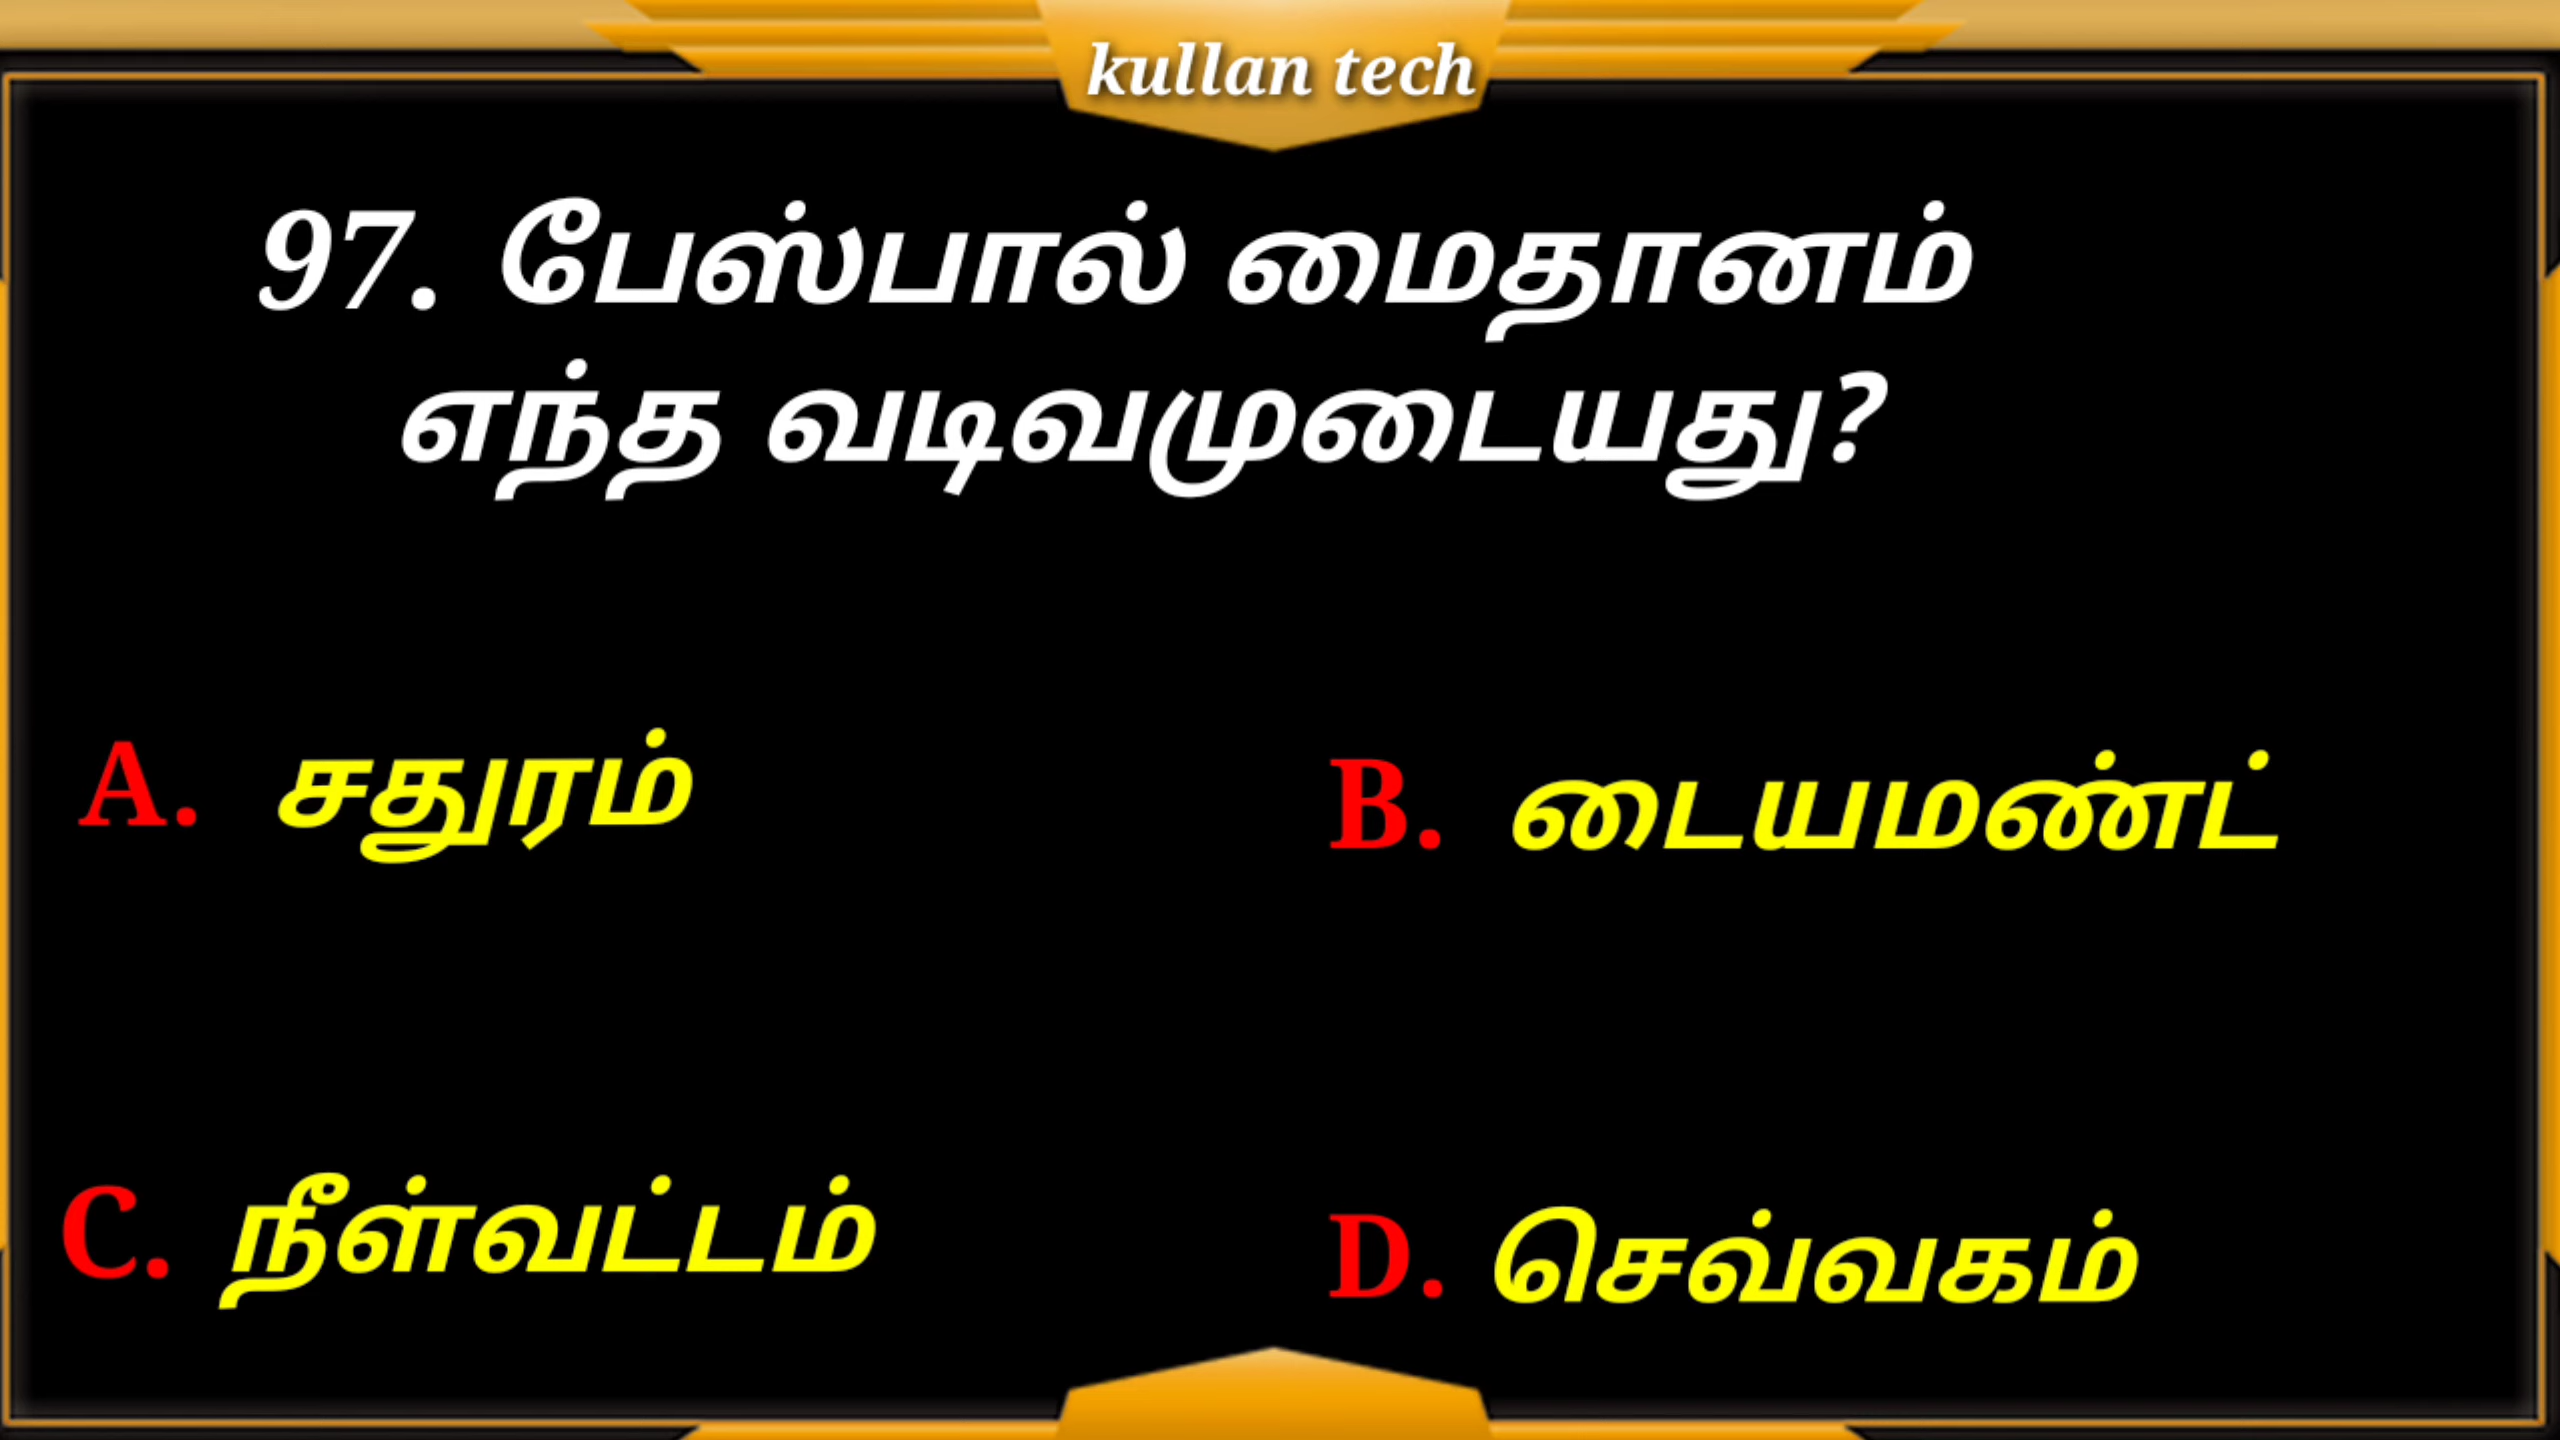 kullan tech
97. பேஸ்பால் மைதானம்
எந்த வடிவமுடையது?
A. சதுரம்
B. டையமண்ட்
C. நீள்வட்டம்
D. செவ்வகம்